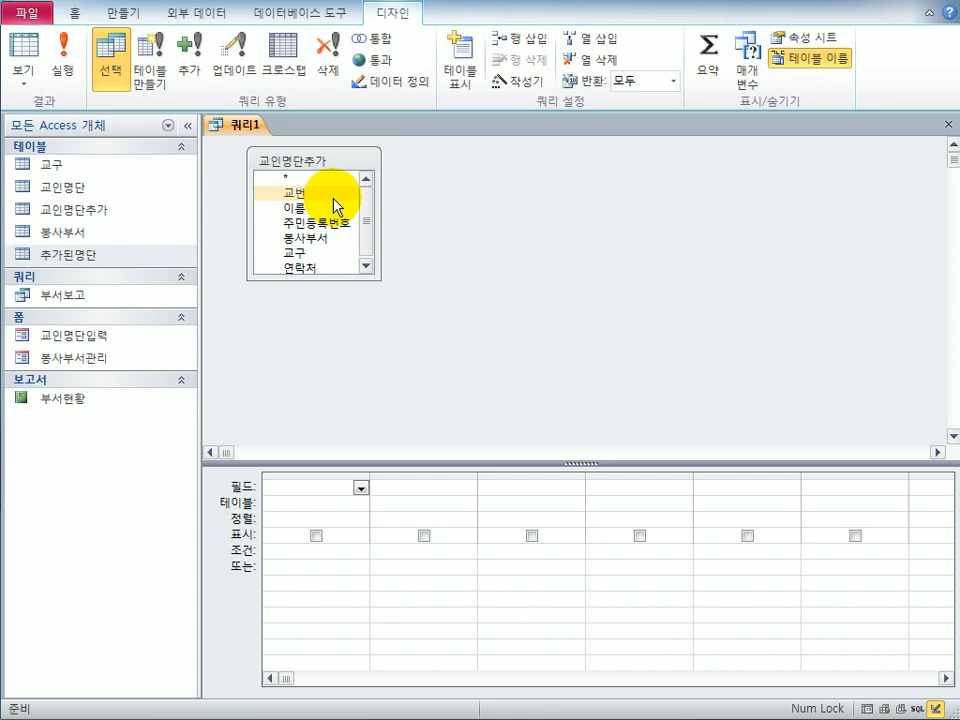 파일 홈 만들기 외부 데이터 데이터베이스 도구 디자인
보기 실행 선택 테이블 만들기 추가 업데이트 크로스탭 삭제
통합
통과
데이터 정의
테이블 표시
행 삽입
행 삭제
작성기
열 삽입
열 삭제
반환: 모두
요약
매개 변수
속성 시트
테이블 이름
결과 쿼리 유형 쿼리 설정 표시/숨기기
모든 Access 개체
테이블
교구
교인명단
교인명단추가
봉사부서
추가된명단
쿼리
부서보고
폼
교인명단입력
봉사부서관리
보고서
부서현황
쿼리1
교인명단추가
*
교번
이름
주민등록번호
봉사부서
교구
연락처
필드:
테이블:
정렬:
표시:
조건:
또는:
준비 Num Lock SQL